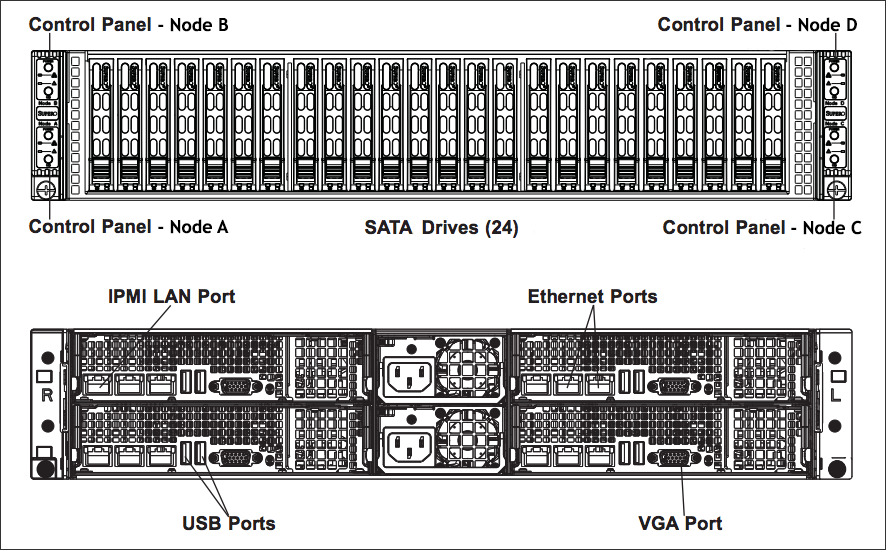 Control Panel - Node B
Control Panel - Node D
Node B
SUPERO
Node A
Node D
SUPERO
Node C
Control Panel - Node A
SATA Drives (24)
Control Panel - Node C
IPMI LAN Port
Ethernet Ports
R
L
USB Ports
VGA Port